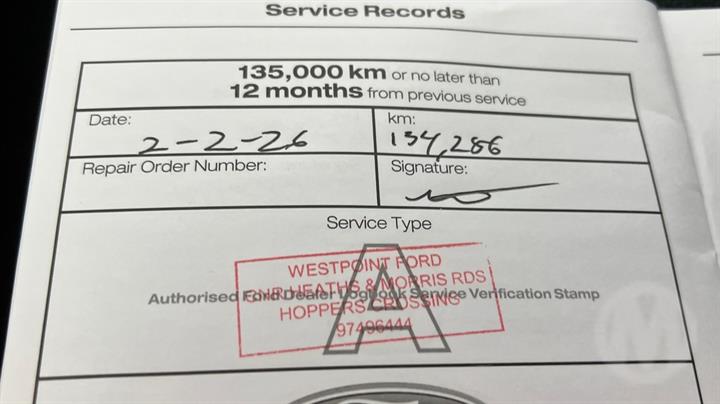 Service Records
135,000 km or no later than
12 months from previous service
Date:
2-2-26
km:
134,286
Repair Order Number:
Signature:
Service Type
A
Authorised Ford Dealer Logbook Service Verification Stamp
WESTPOINT FORD
CNR HEATHS & MORRIS RDS
HOPPERS CROSSING
97496444
M